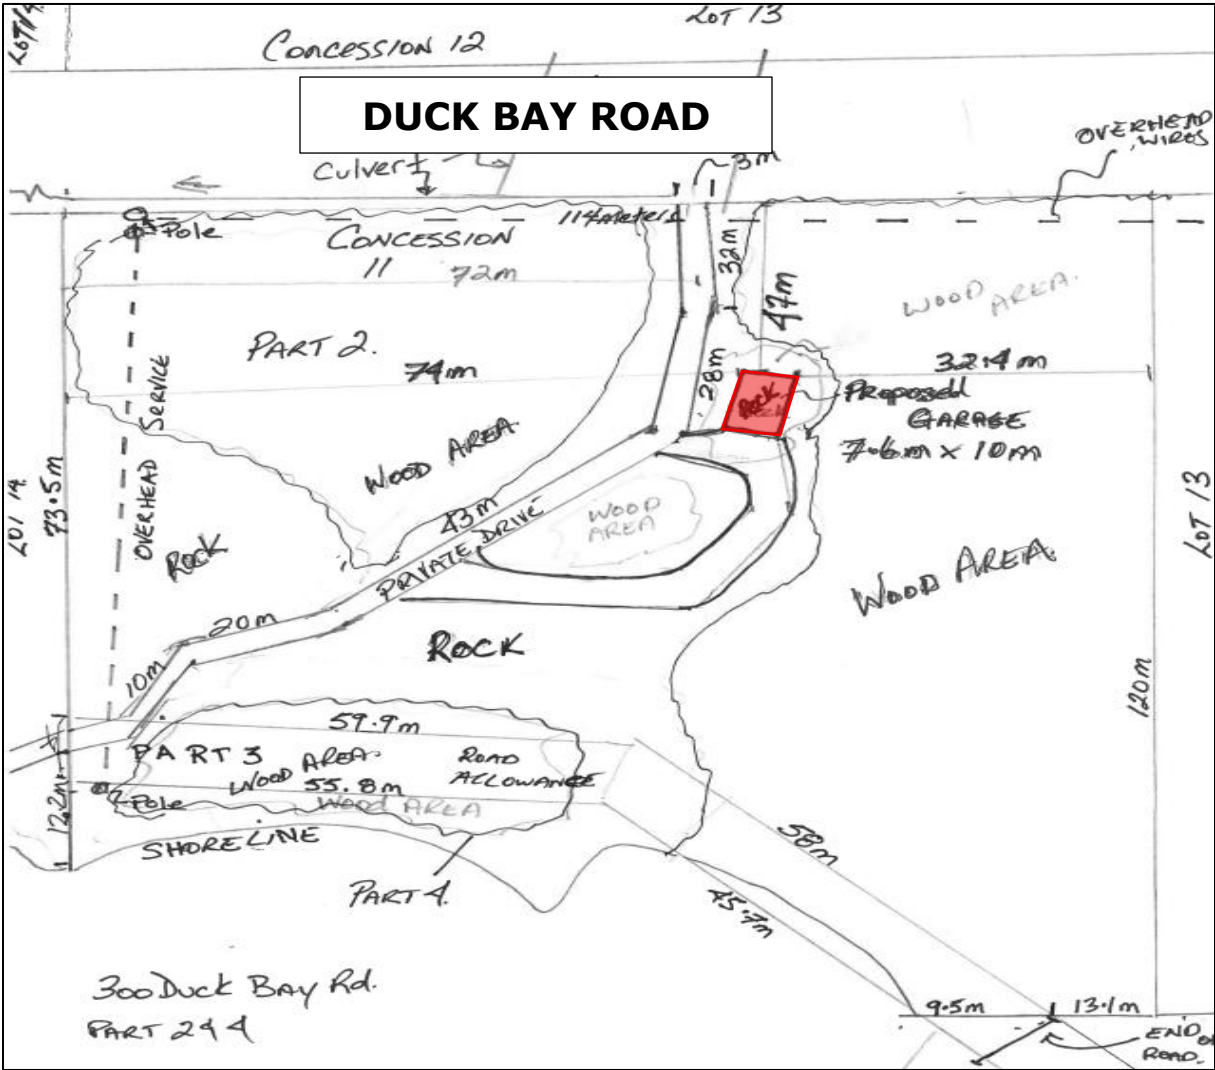 LOT 14
LOT 13
CONCESSION 12
DUCK BAY ROAD
OVERHEAD
WIRES
Culvert
3m
Pole
114 meters
CONCESSION
11
72m
32m
47m
WOOD AREA.
PART 2.
74m
28m
32.4 m
ROCK
PROPOSED
GARAGE
7.6m x 10m
OVERHEAD SERVICE
WOOD AREA
LOT 14
73.5m
43m
PRIVATE DRIVE
WOOD
AREA
LOT 13
ROCK
WOOD AREA
20m
ROCK
10m
120m
59.9m
PART 3
WOOD AREA
ROAD
ALLOWANCE
55.8m
WOOD AREA
Pole
12.2m
SHORELINE
58m
PART 4.
45.7m
300 DUCK BAY Rd.
PART 2 & 4
9.5m
13.1m
END OF
ROAD.